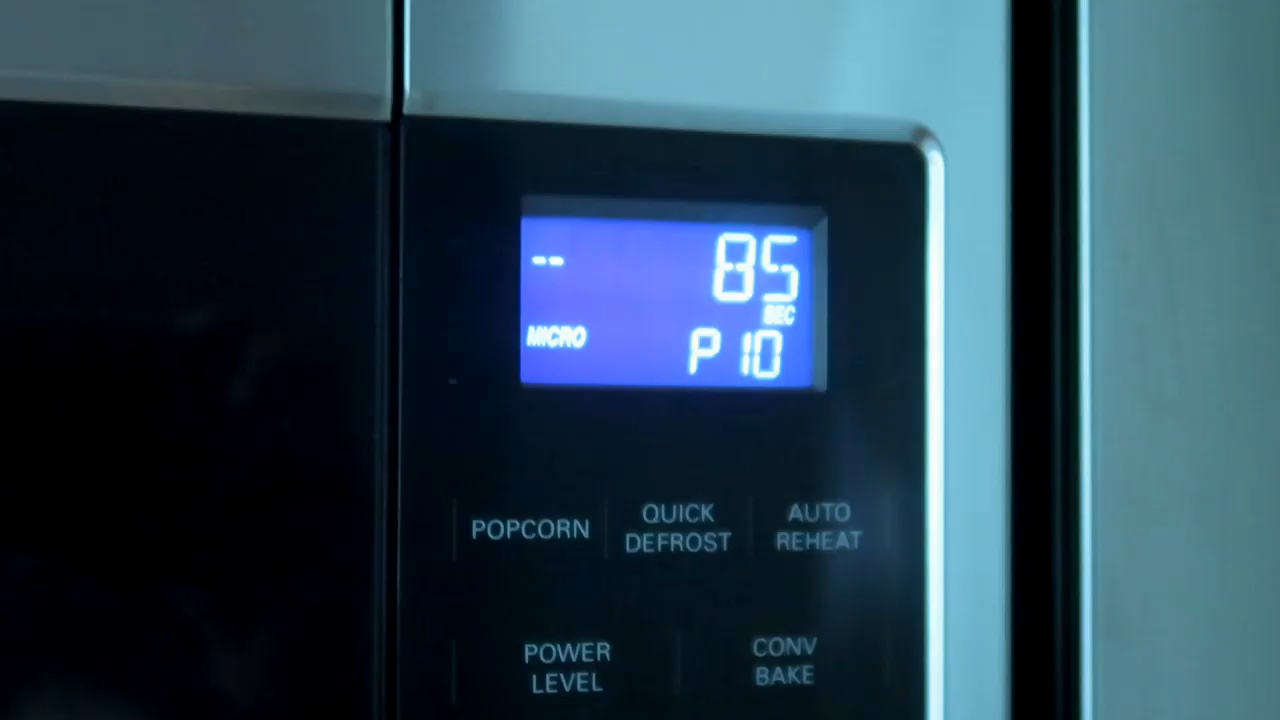 -- 85
SEC
MICRO P 10
POPCORN
QUICK
DEFROST
AUTO
REHEAT
POWER
LEVEL
CONV
BAKE